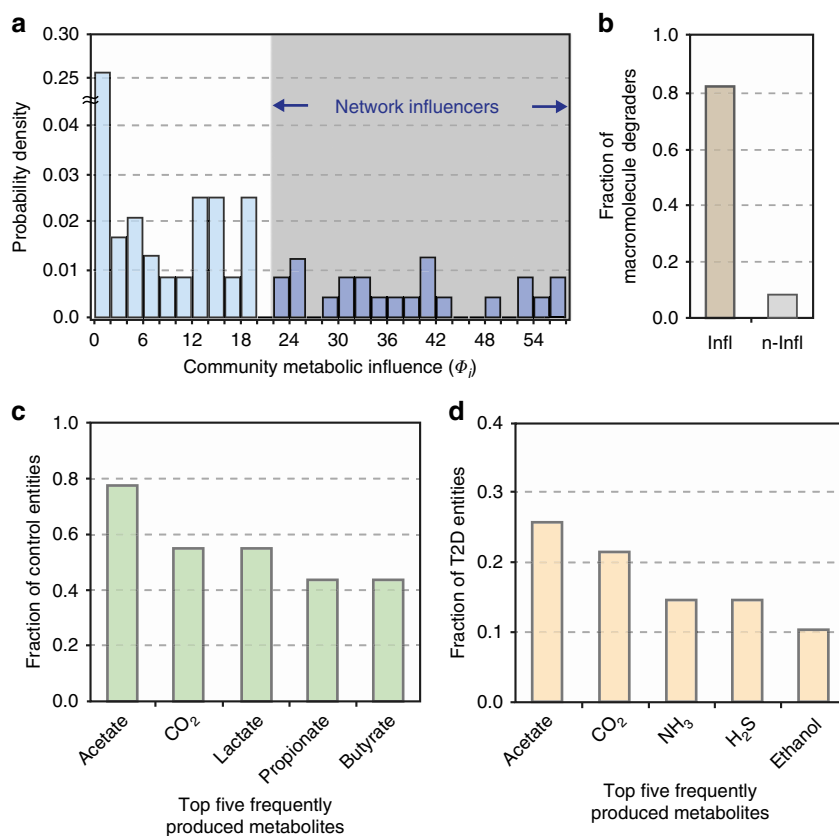 a
0.30
0.25
0.04
0.03
0.02
0.01
0.0
Probability density
Network influencers
0 6 12 18 24 30 36 42 48 54
Community metabolic influence (Φi)
b
1.0
0.8
0.6
0.4
0.2
0.0
Fraction of
macromolecule degraders
Infl n-Infl
c
1.0
0.8
0.6
0.4
0.2
0.0
Fraction of control entities
Acetate
CO2
Lactate
Propionate
Butyrate
Top five frequently
produced metabolites
d
0.4
0.3
0.2
0.1
0.0
Fraction of T2D entities
Acetate
CO2
NH3
H2S
Ethanol
Top five frequently
produced metabolites